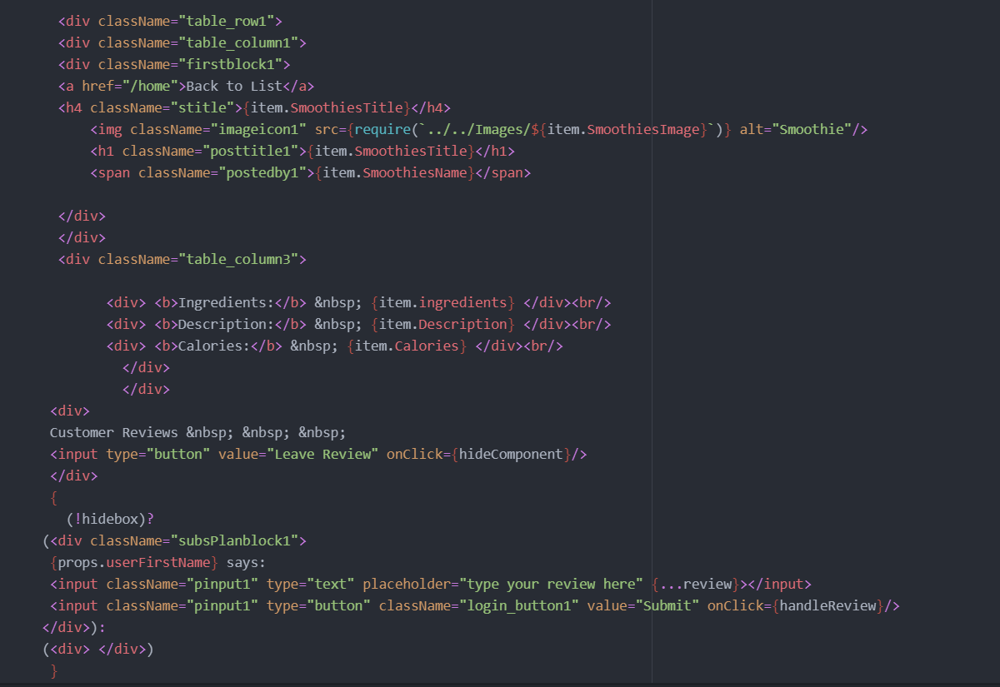 <div className="table_row1">
<div className="table_column1">
<div className="firstblock1">
<a href="/home">Back to List</a>
<h4 className="stitle">{item.SmoothiesTitle}</h4>
<img className="imageicon1" src={require(`../../Images/${item.SmoothiesImage}`)} alt="Smoothie"/>
<h1 className="posttitle1">{item.SmoothiesTitle}</h1>
<span className="postedby1">{item.SmoothiesName}</span>
</div>
</div>
<div className="table_column3">
<div> <b>Ingredients:</b> &nbsp; {item.ingredients} </div><br/>
<div> <b>Description:</b> &nbsp; {item.Description} </div><br/>
<div> <b>Calories:</b> &nbsp; {item.Calories} </div><br/>
</div>
</div>
<div>
Customer Reviews &nbsp; &nbsp; &nbsp;
<input type="button" value="Leave Review" onClick={hideComponent}/>
</div>
{
(!hidebox)?
(<div className="subsPlanblock1">
{props.userFirstName} says:
<input className="pinput1" type="text" placeholder="type your review here" {...review}></input>
<input className="pinput1" type="button" className="login_button1" value="Submit" onClick={handleReview}/>
</div>):
(<div> </div>)
}